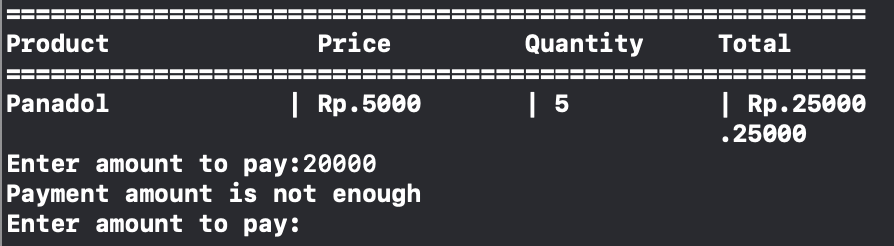 ==========================================================
Product Price Quantity Total
==========================================================
Panadol | Rp.5000 | 5 | Rp.25000
.25000
Enter amount to pay:20000
Payment amount is not enough
Enter amount to pay: